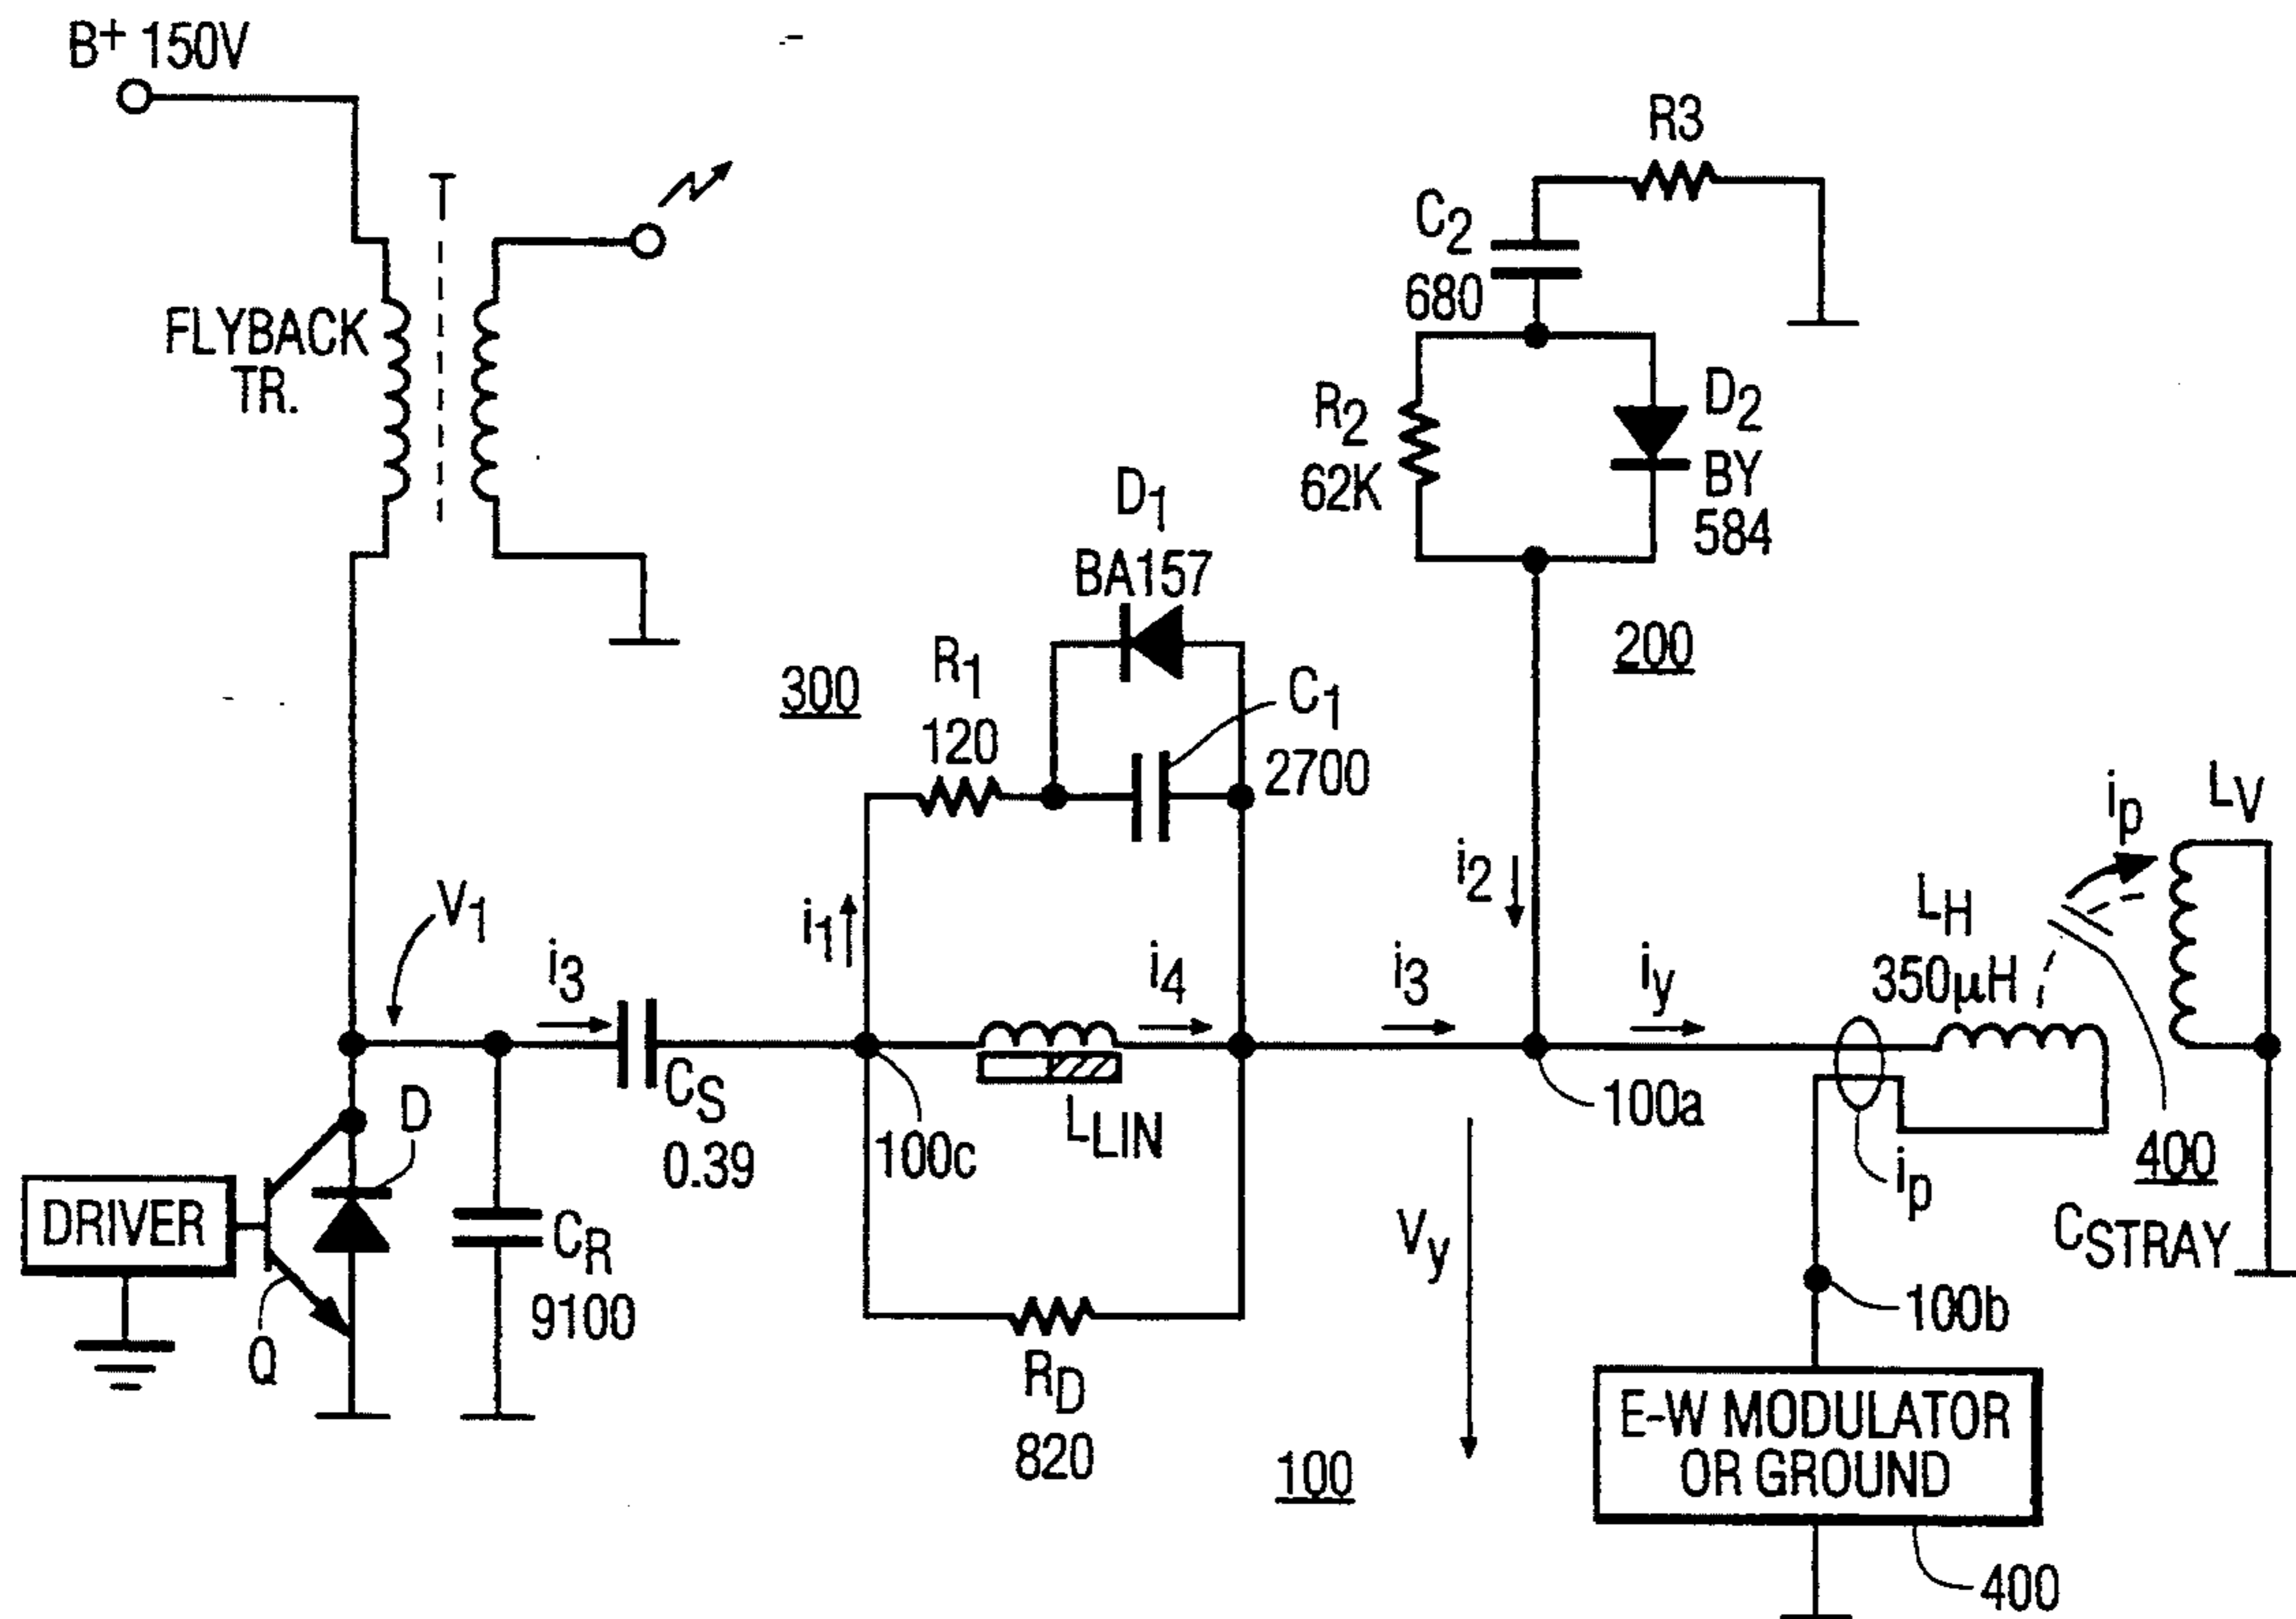 B+ 150V
T
FLYBACK
TR.
R3
C2
680
R2
62K
D2
BY
584
200
D1
BA157
C1
2700
R1
120
300
i1
i2
i3
i4
i3
iy
V1
CS
0.39
100c
LLIN
RD
820
100
100a
Vy
LH
350µH
ip
LV
ip
400
CSTRAY
100b
E-W MODULATOR
OR GROUND
400
DRIVER
Q
D
CR
9100